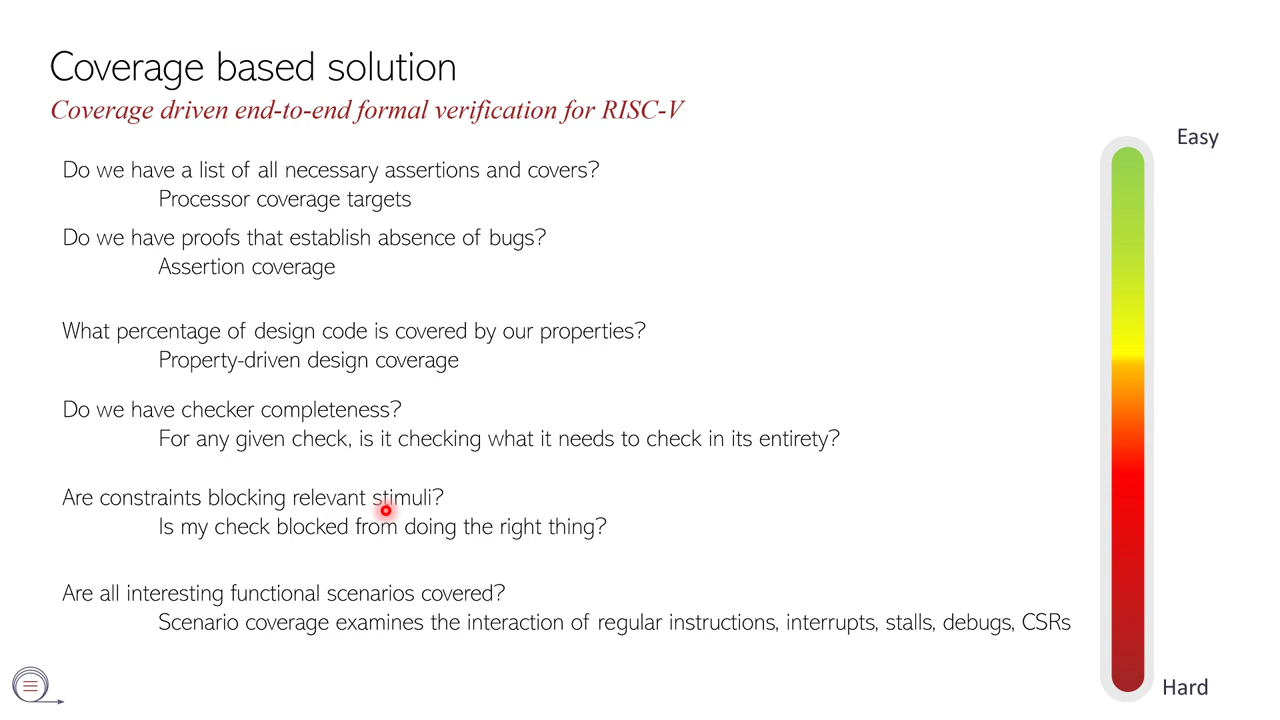 Coverage based solution
Coverage driven end-to-end formal verification for RISC-V
Easy
Do we have a list of all necessary assertions and covers?
Processor coverage targets
Do we have proofs that establish absence of bugs?
Assertion coverage
What percentage of design code is covered by our properties?
Property-driven design coverage
Do we have checker completeness?
For any given check, is it checking what it needs to check in its entirety?
Are constraints blocking relevant stimuli?
Is my check blocked from doing the right thing?
Are all interesting functional scenarios covered?
Scenario coverage examines the interaction of regular instructions, interrupts, stalls, debugs, CSRs
Hard